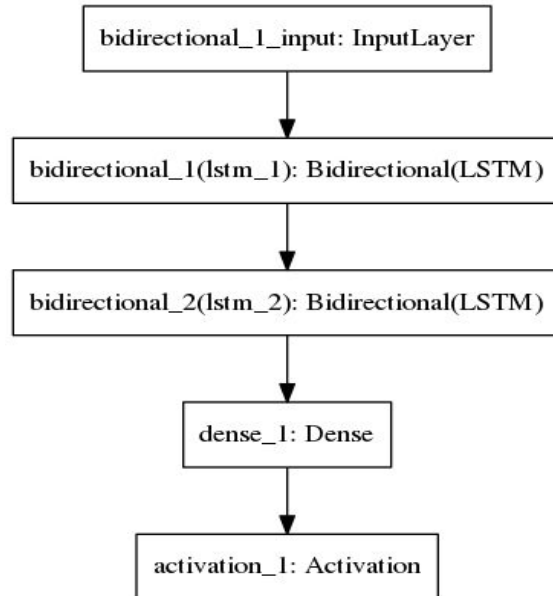 bidirectional_1_input: InputLayer
bidirectional_1(lstm_1): Bidirectional(LSTM)
bidirectional_2(lstm_2): Bidirectional(LSTM)
dense_1: Dense
activation_1: Activation